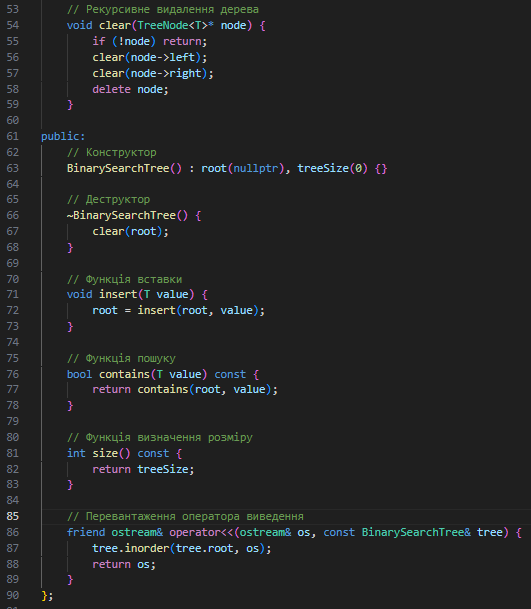 53 // Рекурсивне видалення дерева
54 void clear(TreeNode<T>* node) {
55 if (!node) return;
56 clear(node->left);
57 clear(node->right);
58 delete node;
59 }
60
61 public:
62 // Конструктор
63 BinarySearchTree() : root(nullptr), treeSize(0) {}
64
65 // Деструктор
66 ~BinarySearchTree() {
67 clear(root);
68 }
69
70 // Функція вставки
71 void insert(T value) {
72 root = insert(root, value);
73 }
74
75 // Функція пошуку
76 bool contains(T value) const {
77 return contains(root, value);
78 }
79
80 // Функція визначення розміру
81 int size() const {
82 return treeSize;
83 }
84
85 // Перевантаження оператора виведення
86 friend ostream& operator<<(ostream& os, const BinarySearchTree& tree) {
87 tree.inorder(tree.root, os);
88 return os;
89 }
90 };